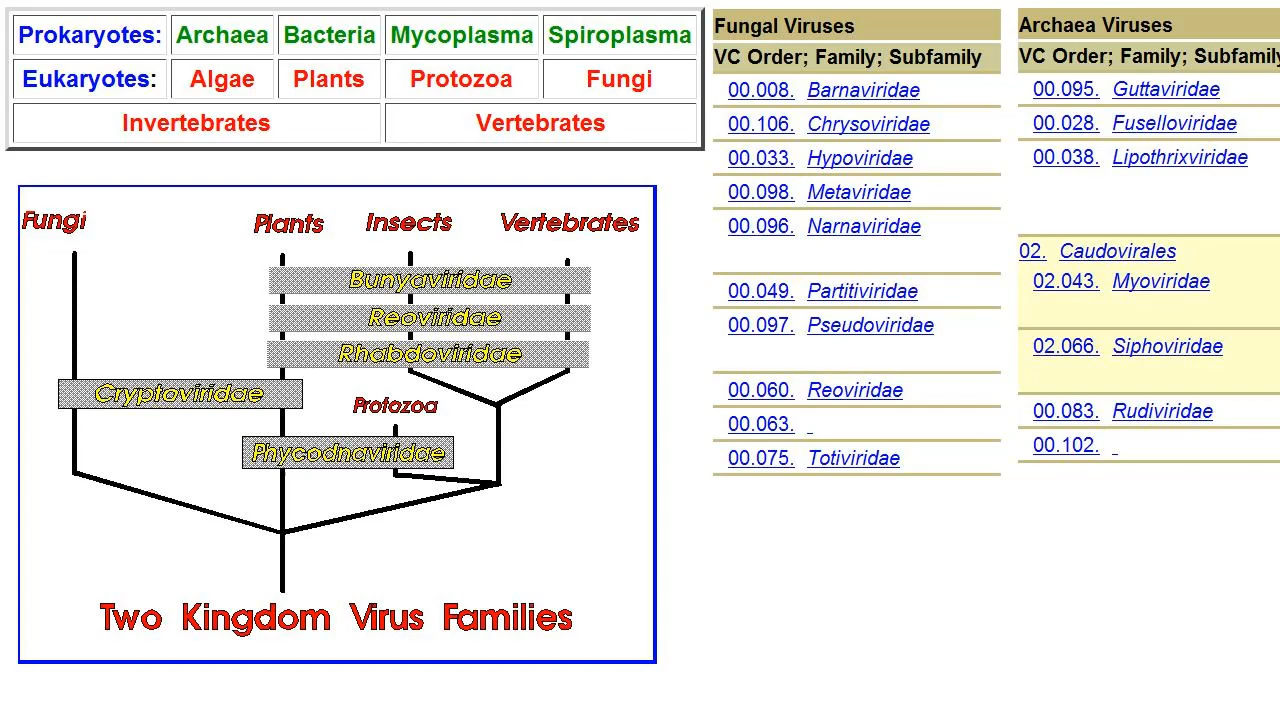 Prokaryotes: Archaea Bacteria Mycoplasma Spiroplasma
Eukaryotes: Algae Plants Protozoa Fungi
Invertebrates Vertebrates
Fungi Plants Insects Vertebrates
Bunyaviridae
Reoviridae
Rhabdoviridae
Cryptoviridae
Protozoa
Phycodnaviridae
Two Kingdom Virus Families
Fungal Viruses
VC Order; Family; Subfamily
00.008. Barnaviridae
00.106. Chrysoviridae
00.033. Hypoviridae
00.098. Metaviridae
00.096. Narnaviridae
00.049. Partitiviridae
00.097. Pseudoviridae
00.060. Reoviridae
00.063.
00.075. Totiviridae
Archaea Viruses
VC Order; Family; Subfamily
00.095. Guttaviridae
00.028. Fuselloviridae
00.038. Lipothrixviridae
02. Caudovirales
02.043. Myoviridae
02.066. Siphoviridae
00.083. Rudiviridae
00.102.